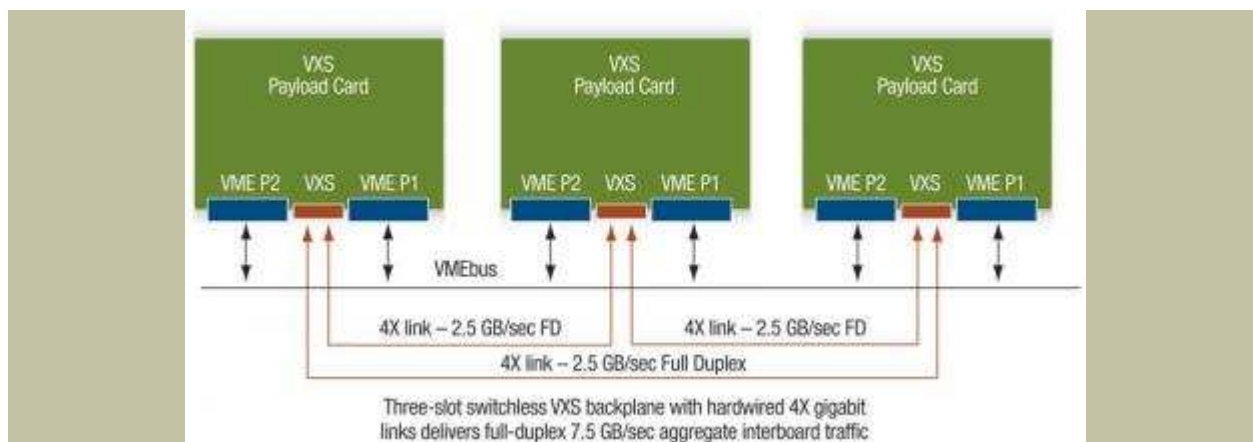 VXS
Payload Card
VXS
Payload Card
VXS
Payload Card
VME P2 VXS VME P1
VME P2 VXS VME P1
VME P2 VXS VME P1
VMEbus
4X link – 2.5 GB/sec FD
4X link – 2.5 GB/sec FD
4X link – 2.5 GB/sec Full Duplex
Three-slot switchless VXS backplane with hardwired 4X gigabit
links delivers full-duplex 7.5 GB/sec aggregate interboard traffic